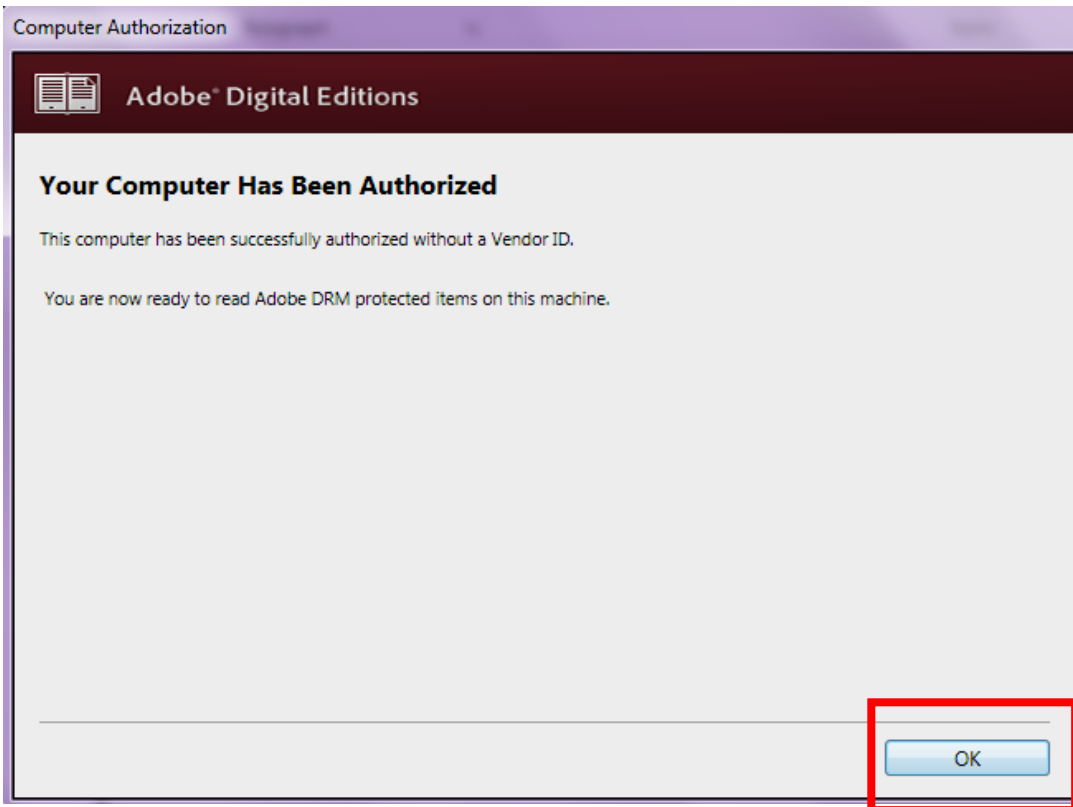 Computer Authorization
Adobe® Digital Editions
Your Computer Has Been Authorized
This computer has been successfully authorized without a Vendor ID.
You are now ready to read Adobe DRM protected items on this machine.
OK